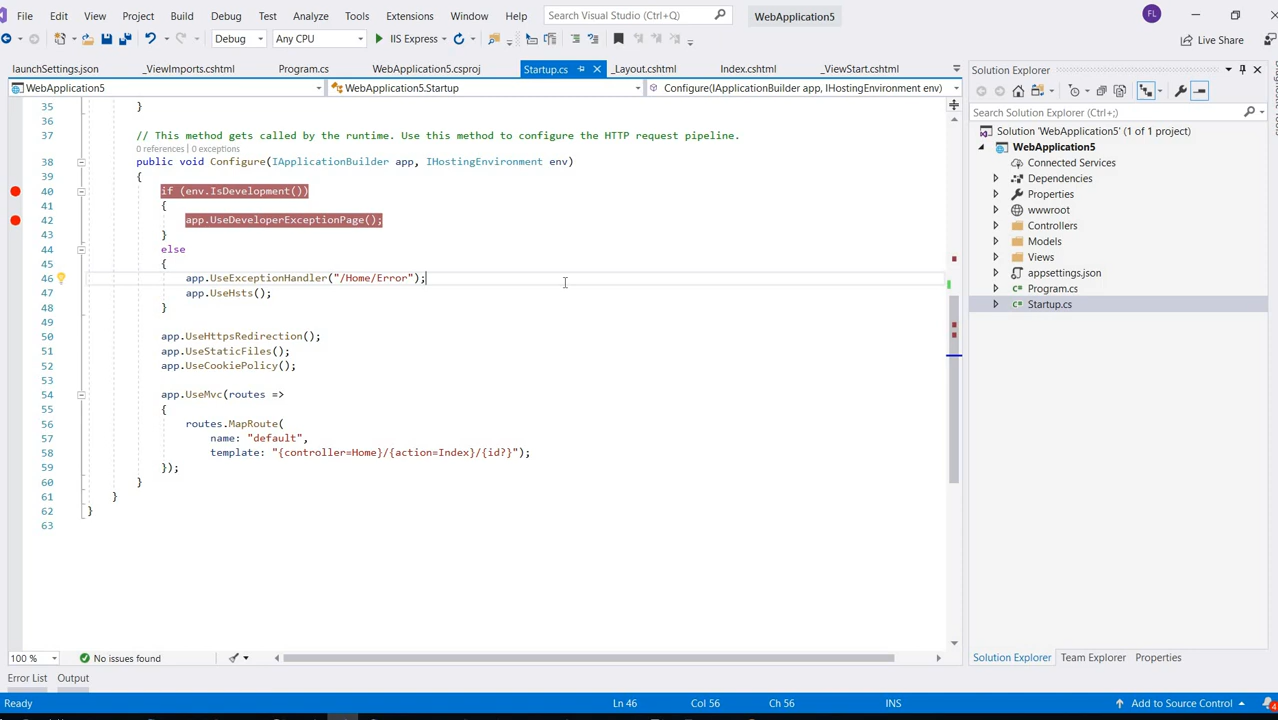 File Edit View Project Build Debug Test Analyze Tools Extensions Window Help Search Visual Studio (Ctrl+Q) WebApplication5 FL
Debug Any CPU IIS Express Live Share
launchSettings.json _ViewImports.cshtml Program.cs WebApplication5.csproj Startup.cs _Layout.cshtml Index.cshtml _ViewStart.cshtml
WebApplication5 WebApplication5.Startup Configure(IApplicationBuilder app, IHostingEnvironment env)
35 }
36
37 // This method gets called by the runtime. Use this method to configure the HTTP request pipeline.
0 references | 0 exceptions
38 public void Configure(IApplicationBuilder app, IHostingEnvironment env)
39 {
40 if (env.IsDevelopment())
41 {
42 app.UseDeveloperExceptionPage();
43 }
44 else
45 {
46 app.UseExceptionHandler("/Home/Error");
47 app.UseHsts();
48 }
49
50 app.UseHttpsRedirection();
51 app.UseStaticFiles();
52 app.UseCookiePolicy();
53
54 app.UseMvc(routes =>
55 {
56 routes.MapRoute(
57 name: "default",
58 template: "{controller=Home}/{action=Index}/{id?}");
59 });
60 }
61 }
62 }
63
100 % No issues found
Error List Output
Solution Explorer
Search Solution Explorer (Ctrl+;)
Solution 'WebApplication5' (1 of 1 project)
WebApplication5
Connected Services
Dependencies
Properties
wwwroot
Controllers
Models
Views
appsettings.json
Program.cs
Startup.cs
Solution Explorer Team Explorer Properties
Ready Ln 46 Col 56 Ch 56 INS Add to Source Control 4